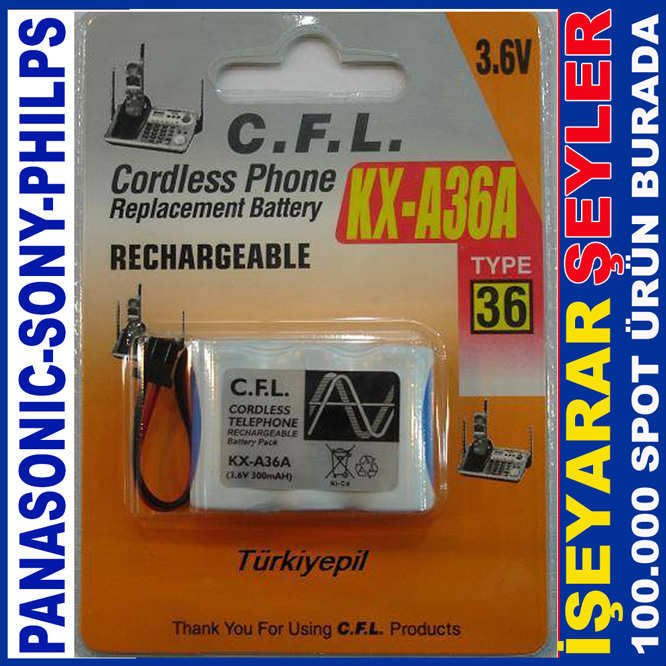 PANASONIC-SONY-PHILPS
3.6V
C.F.L.
Cordless Phone
Replacement Battery
KX-A36A
RECHARGEABLE
TYPE
36
C.F.L.
CORDLESS
TELEPHONE
RECHARGEABLE
Battery Pack
KX-A36A
(3.6V 300mAH)
Ni-Cd
Türkiyepil
Thank You For Using C.F.L. Products
İŞEYARAR ŞEYLER
100.000 SPOT ÜRÜN BURADA